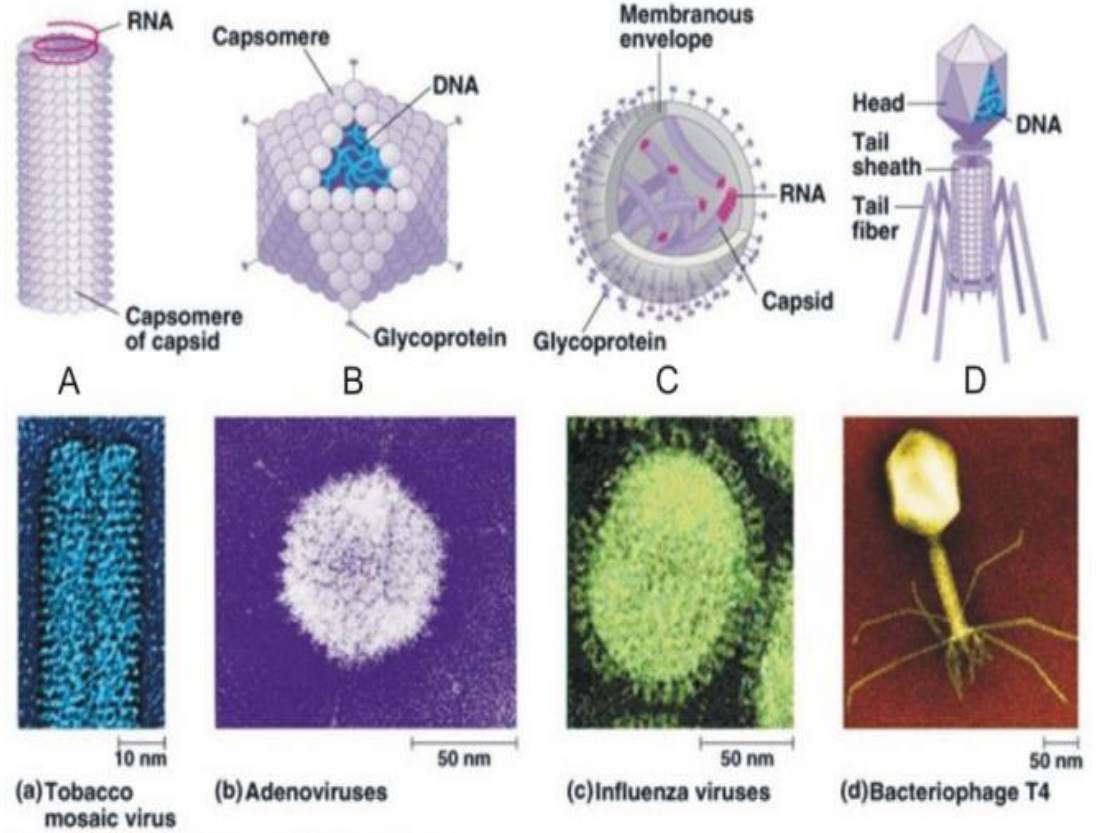 RNA
Capsomere
of capsid
A
Capsomere
DNA
Glycoprotein
B
Membranous
envelope
RNA
Capsid
Glycoprotein
C
Head
DNA
Tail
sheath
Tail
fiber
D
10 nm
50 nm
50 nm
50 nm
(a) Tobacco
mosaic virus
(b) Adenoviruses
(c) Influenza viruses
(d) Bacteriophage T4